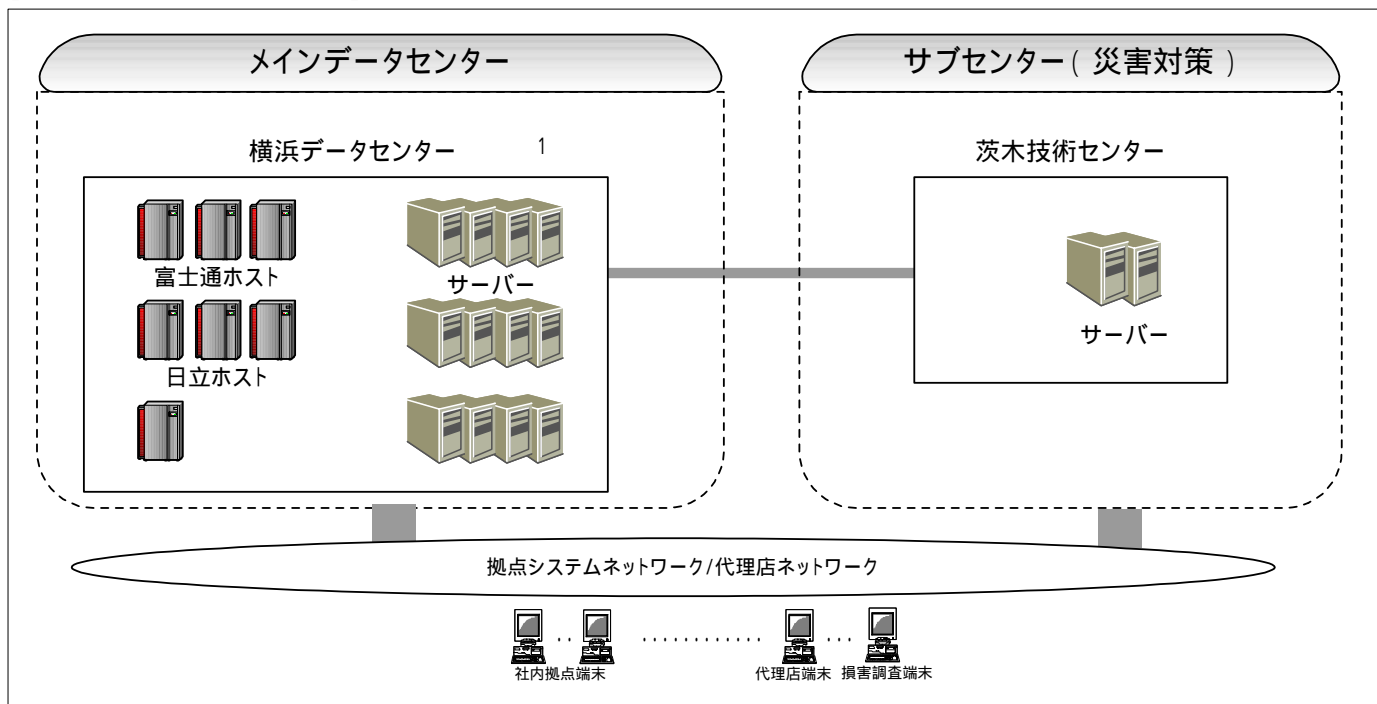 メインデータセンター
サブセンター( 災害対策 )
横浜データセンター 1
茨木技術センター
富士通ホスト
サーバー
日立ホスト
サーバー
拠点システムネットワーク/代理店ネットワーク
社内拠点端末
代理店端末
損害調査端末